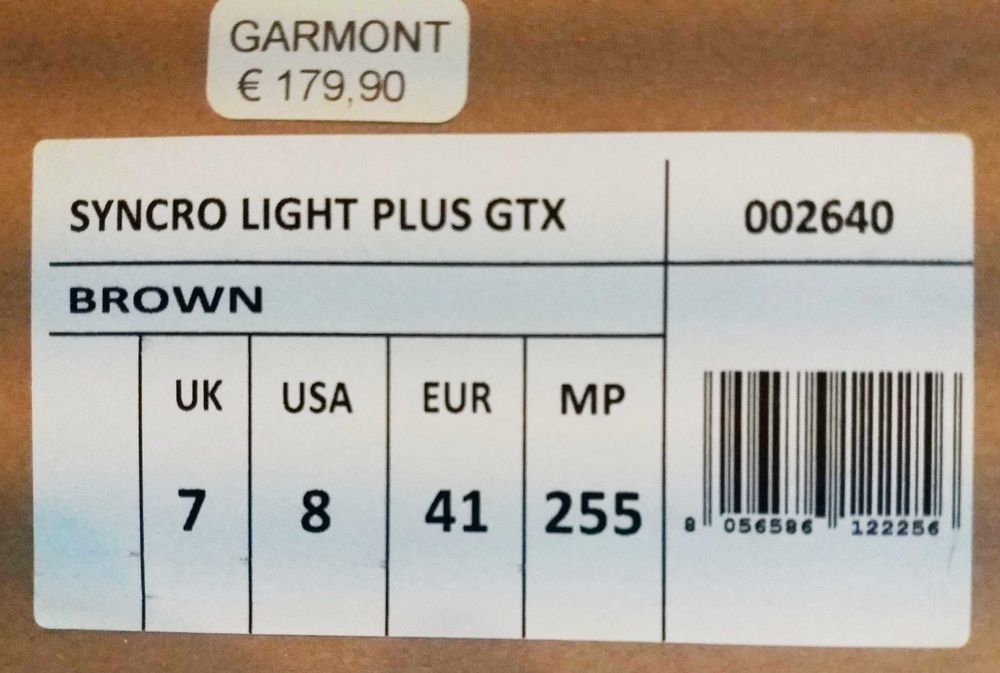 GARMONT
€ 179,90
SYNCRO LIGHT PLUS GTX 002640
BROWN
UK USA EUR MP
7 8 41 255
8 056586 122256